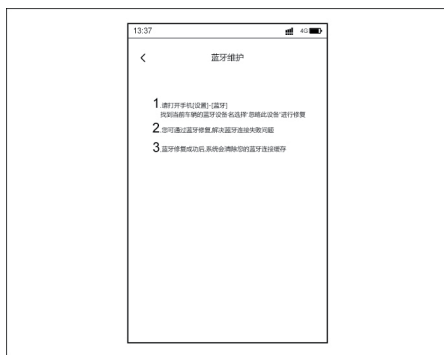 13:37 4G
蓝牙维护
1.请打开手机[设置]-[蓝牙]
找到当前车辆的蓝牙设备名选择“忽略此设备”进行修复
2.您可通过蓝牙修复,解决蓝牙连接失败问题
3.蓝牙修复成功后,系统会清除您的蓝牙连接缓存